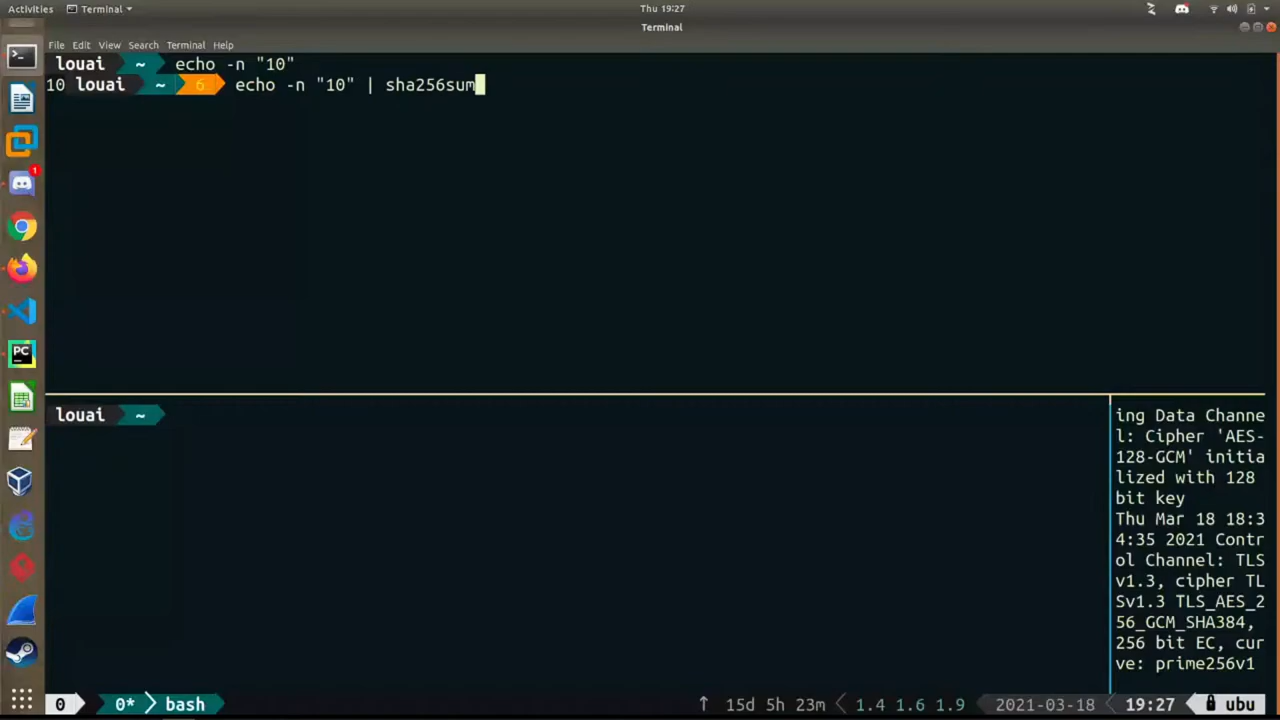 Activities
Terminal
Thu 19:27
Terminal
File Edit View Search Terminal Help
louai ~ echo -n "10"
10 louai ~ 6 echo -n "10" | sha256sum
louai ~
ing Data Channe
l: Cipher 'AES-
128-GCM' initia
lized with 128
bit key
Thu Mar 18 18:3
4:35 2021 Contr
ol Channel: TLS
v1.3, cipher TL
Sv1.3 TLS_AES_2
56_GCM_SHA384,
256 bit EC, cur
ve: prime256v1
1
PC
0 0* bash ↑ 15d 5h 23m 1.4 1.6 1.9 2021-03-18 19:27 ubu